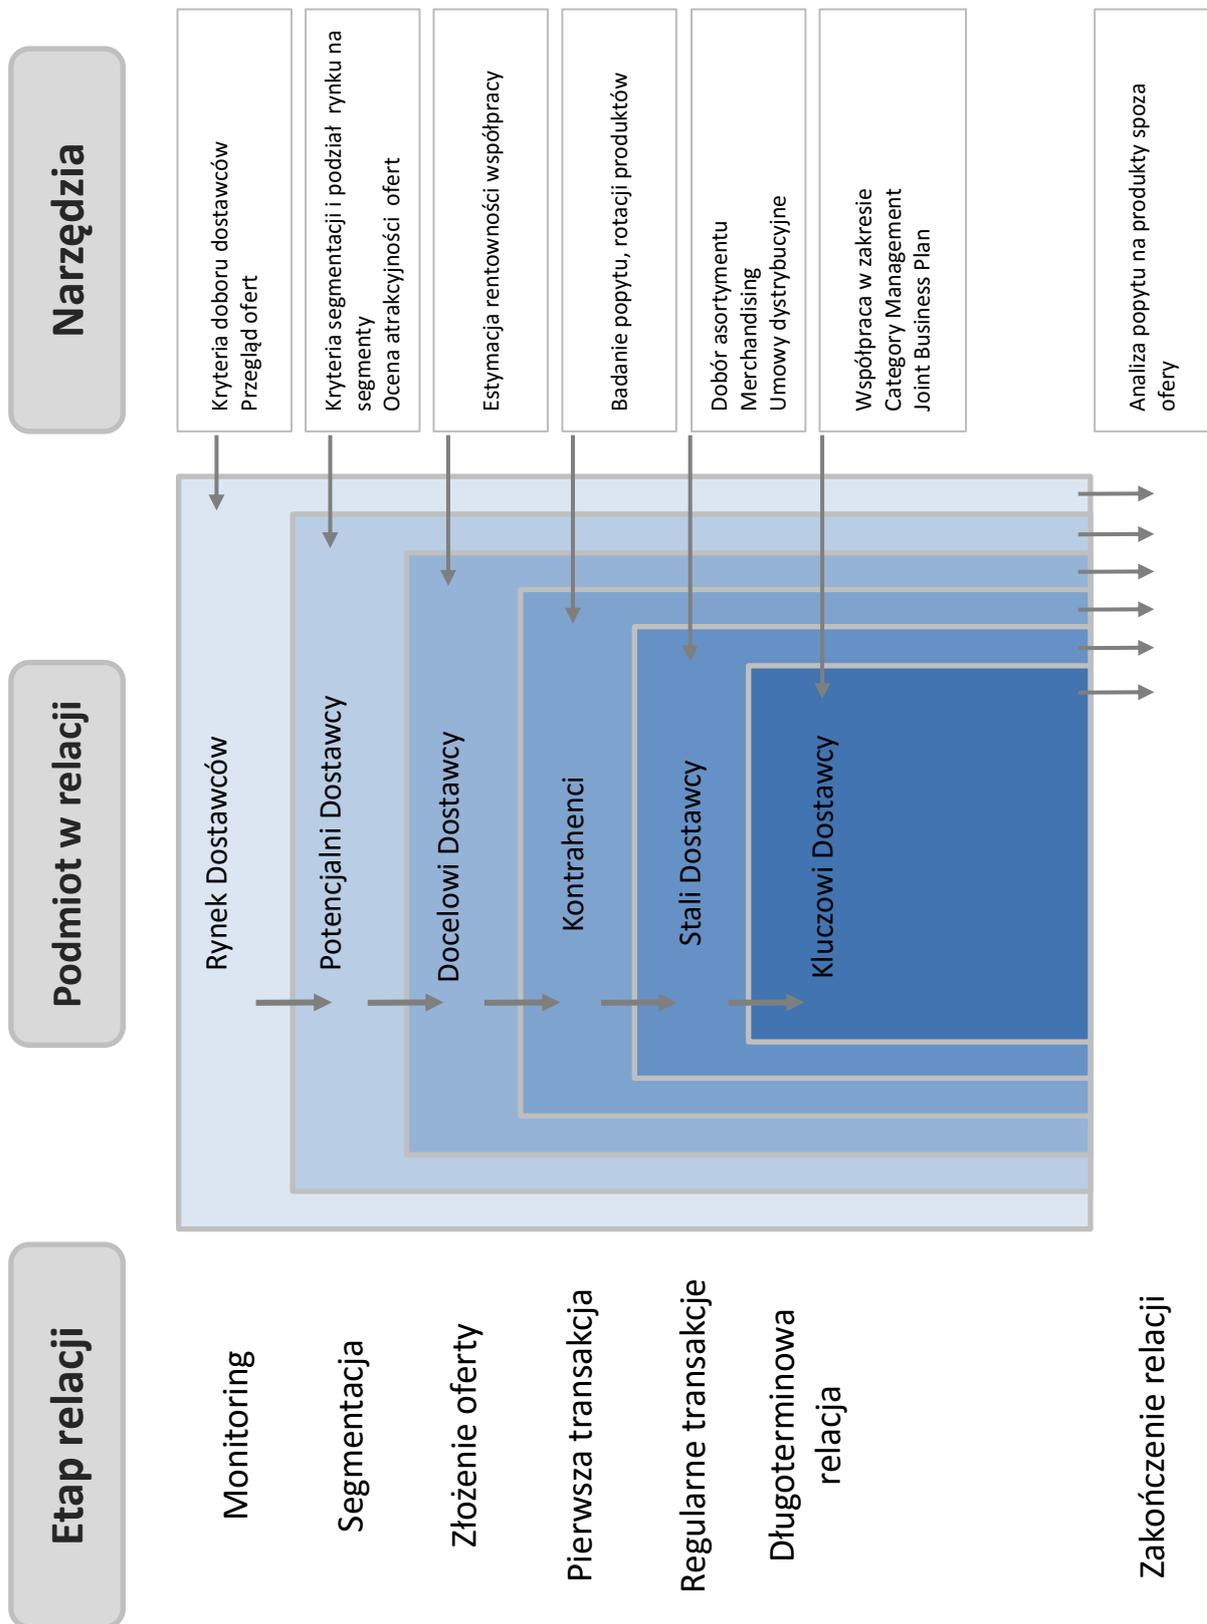 Etap relacji
Podmiot w relacji
Narzędzia
Monitoring
Rynek Dostawców
Kryteria doboru dostawców
Przegląd ofert
Segmentacja
Potencjalni Dostawcy
Kryteria segmentacji i podział rynku na
segmenty
Ocena atrakcyjności ofert
Złożenie oferty
Docelowi Dostawcy
Estymacja rentowności współpracy
Pierwsza transakcja
Kontrahenci
Badanie popytu, rotacji produktów
Regularne transakcje
Stali Dostawcy
Dobór asortymentu
Merchandising
Umowy dystrybucyjne
Długoterminowa
relacja
Kluczowi Dostawcy
Współpraca w zakresie
Category Management
Joint Business Plan
Zakończenie relacji
Analiza popytu na produkty spoza
ofery